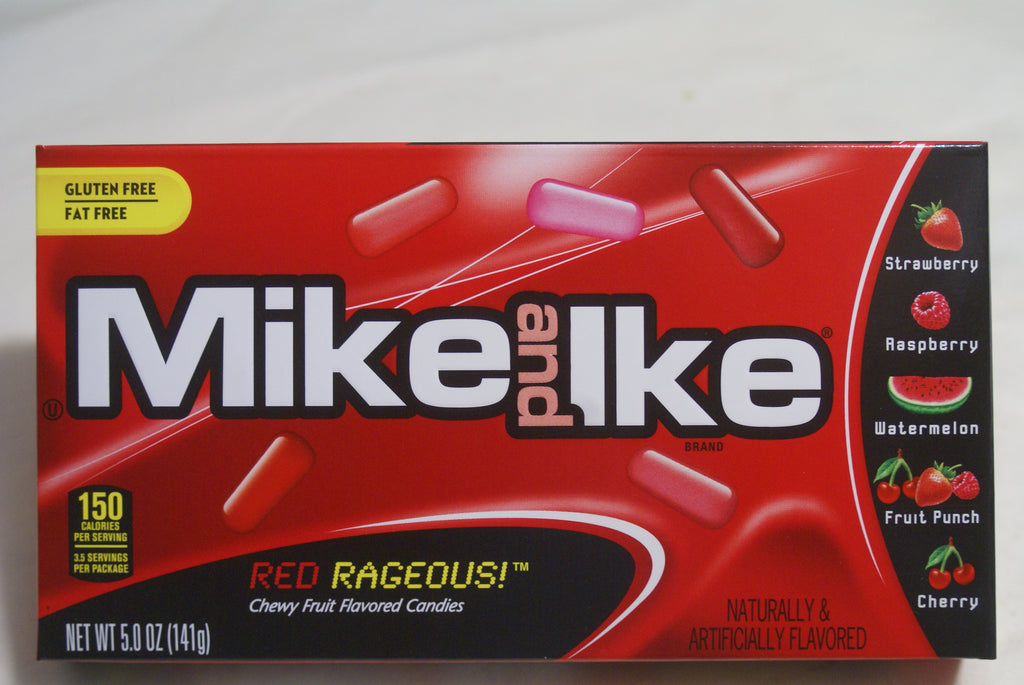 GLUTEN FREE
FAT FREE
Mike and Ike®
BRAND
U
150
CALORIES
PER SERVING
3.5 SERVINGS
PER PACKAGE
RED RAGEOUS!™
Chewy Fruit Flavored Candies
NET WT 5.0 OZ (141g)
NATURALLY &
ARTIFICIALLY FLAVORED
Strawberry
Raspberry
Watermelon
Fruit Punch
Cherry